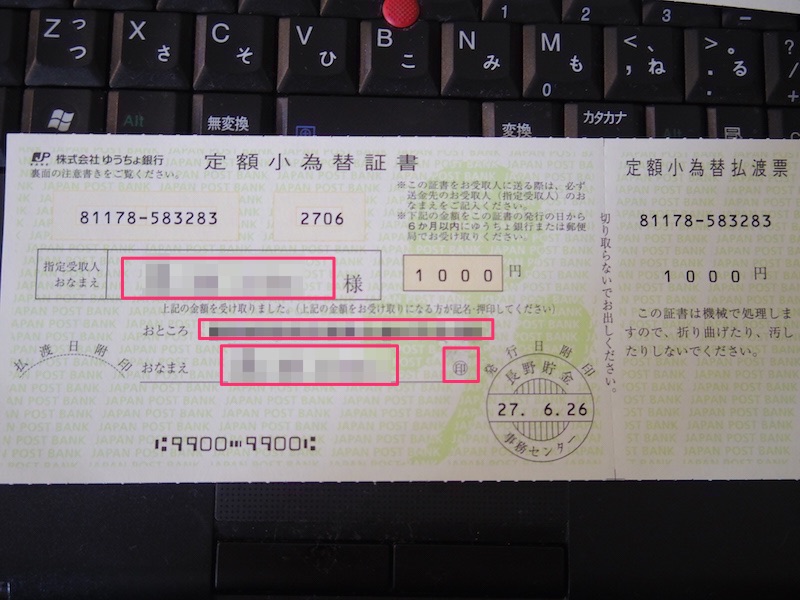 Z っ つ
X さ
C そ
V ひ
B こ
N み
M も 0
< 、 , ね
> 。 . る
? ・ /
1
2
3
−
+
Alt
無変換
変換
カタカナ
Alt
JP 株式会社 ゆうちょ銀行
裏面の注意書きをご覧ください。
定額小為替証書
※この証書をお受取人に送る際は、必ず
送金先のお受取人(指定受取人)のお
なまえをご記入ください。
※下記の金額をこの証書の発行の日から
6か月以内にゆうちょ銀行または郵便
局でお受け取りください。
81178-583283
2706
指定受取人
おなまえ
様
1000 円
上記の金額を受け取りました。(上記の金額をお受取りになる方が記名・押印してください)
おところ
おなまえ
印
払渡日附印
発行日附印
長野貯金
27. 6.26
事務センター
⑆9900⑉9900⑆
切り取らないでお出しください。
定額小為替払渡票
81178-583283
1000 円
この証書は機械で処理しま
すので、折り曲げたり、汚し
たりしないでください。
JAPAN POST BANK